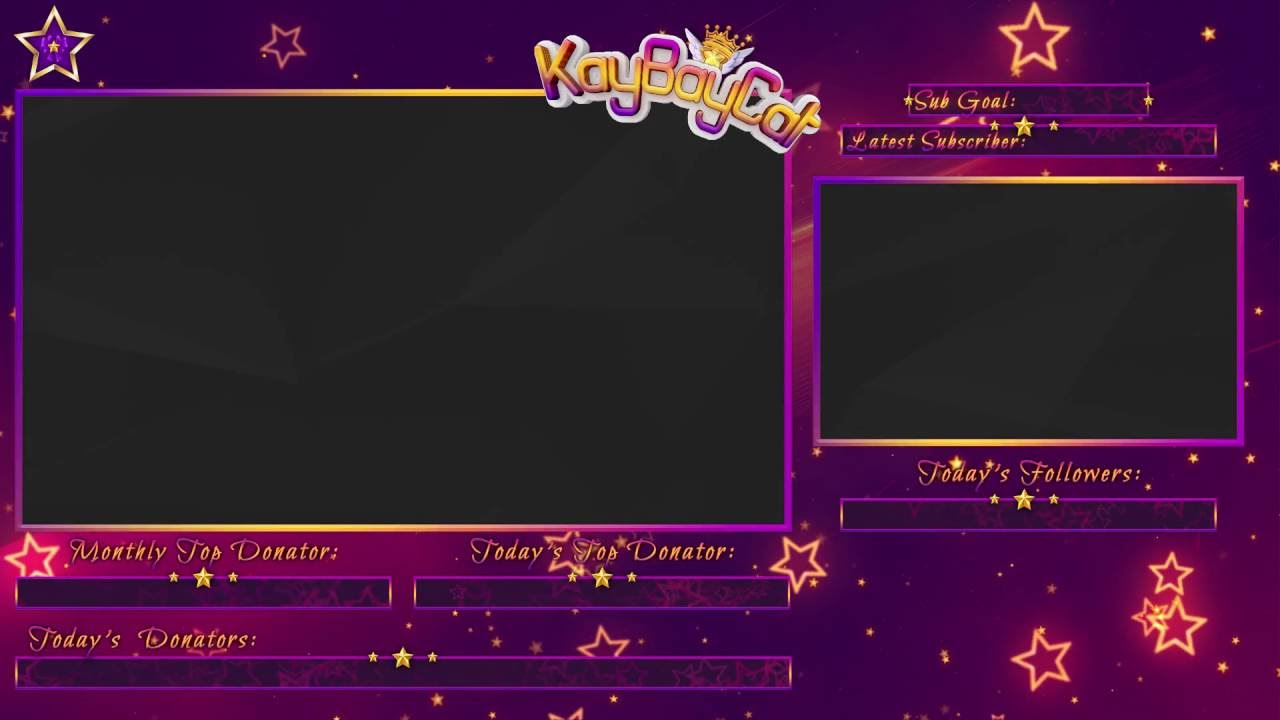 KayBayCat
Sub Goal:
Latest Subscriber:
Today's Followers:
Monthly Top Donator:
Today's Top Donator:
Today's Donators: